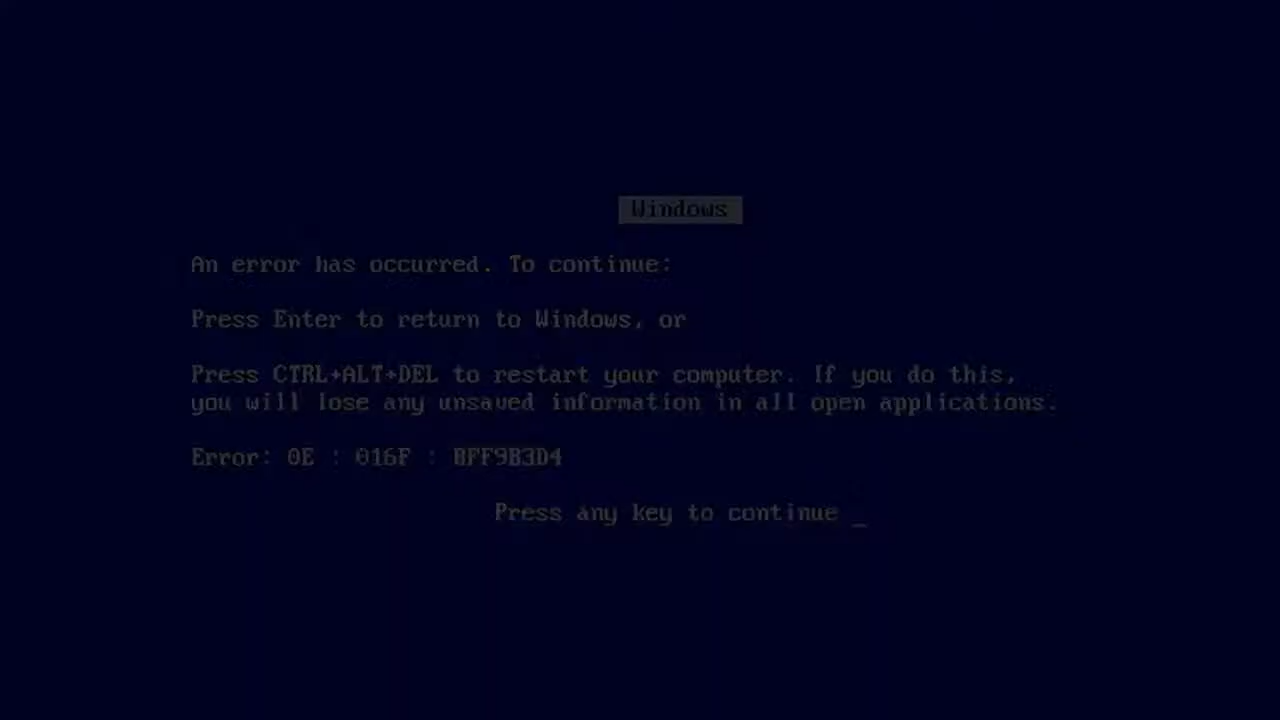 Windows
An error has occurred. To continue:
Press Enter to return to Windows, or
Press CTRL+ALT+DEL to restart your computer. If you do this,
you will lose any unsaved information in all open applications.
Error: 0E : 016F : BFF9B3D4
Press any key to continue _